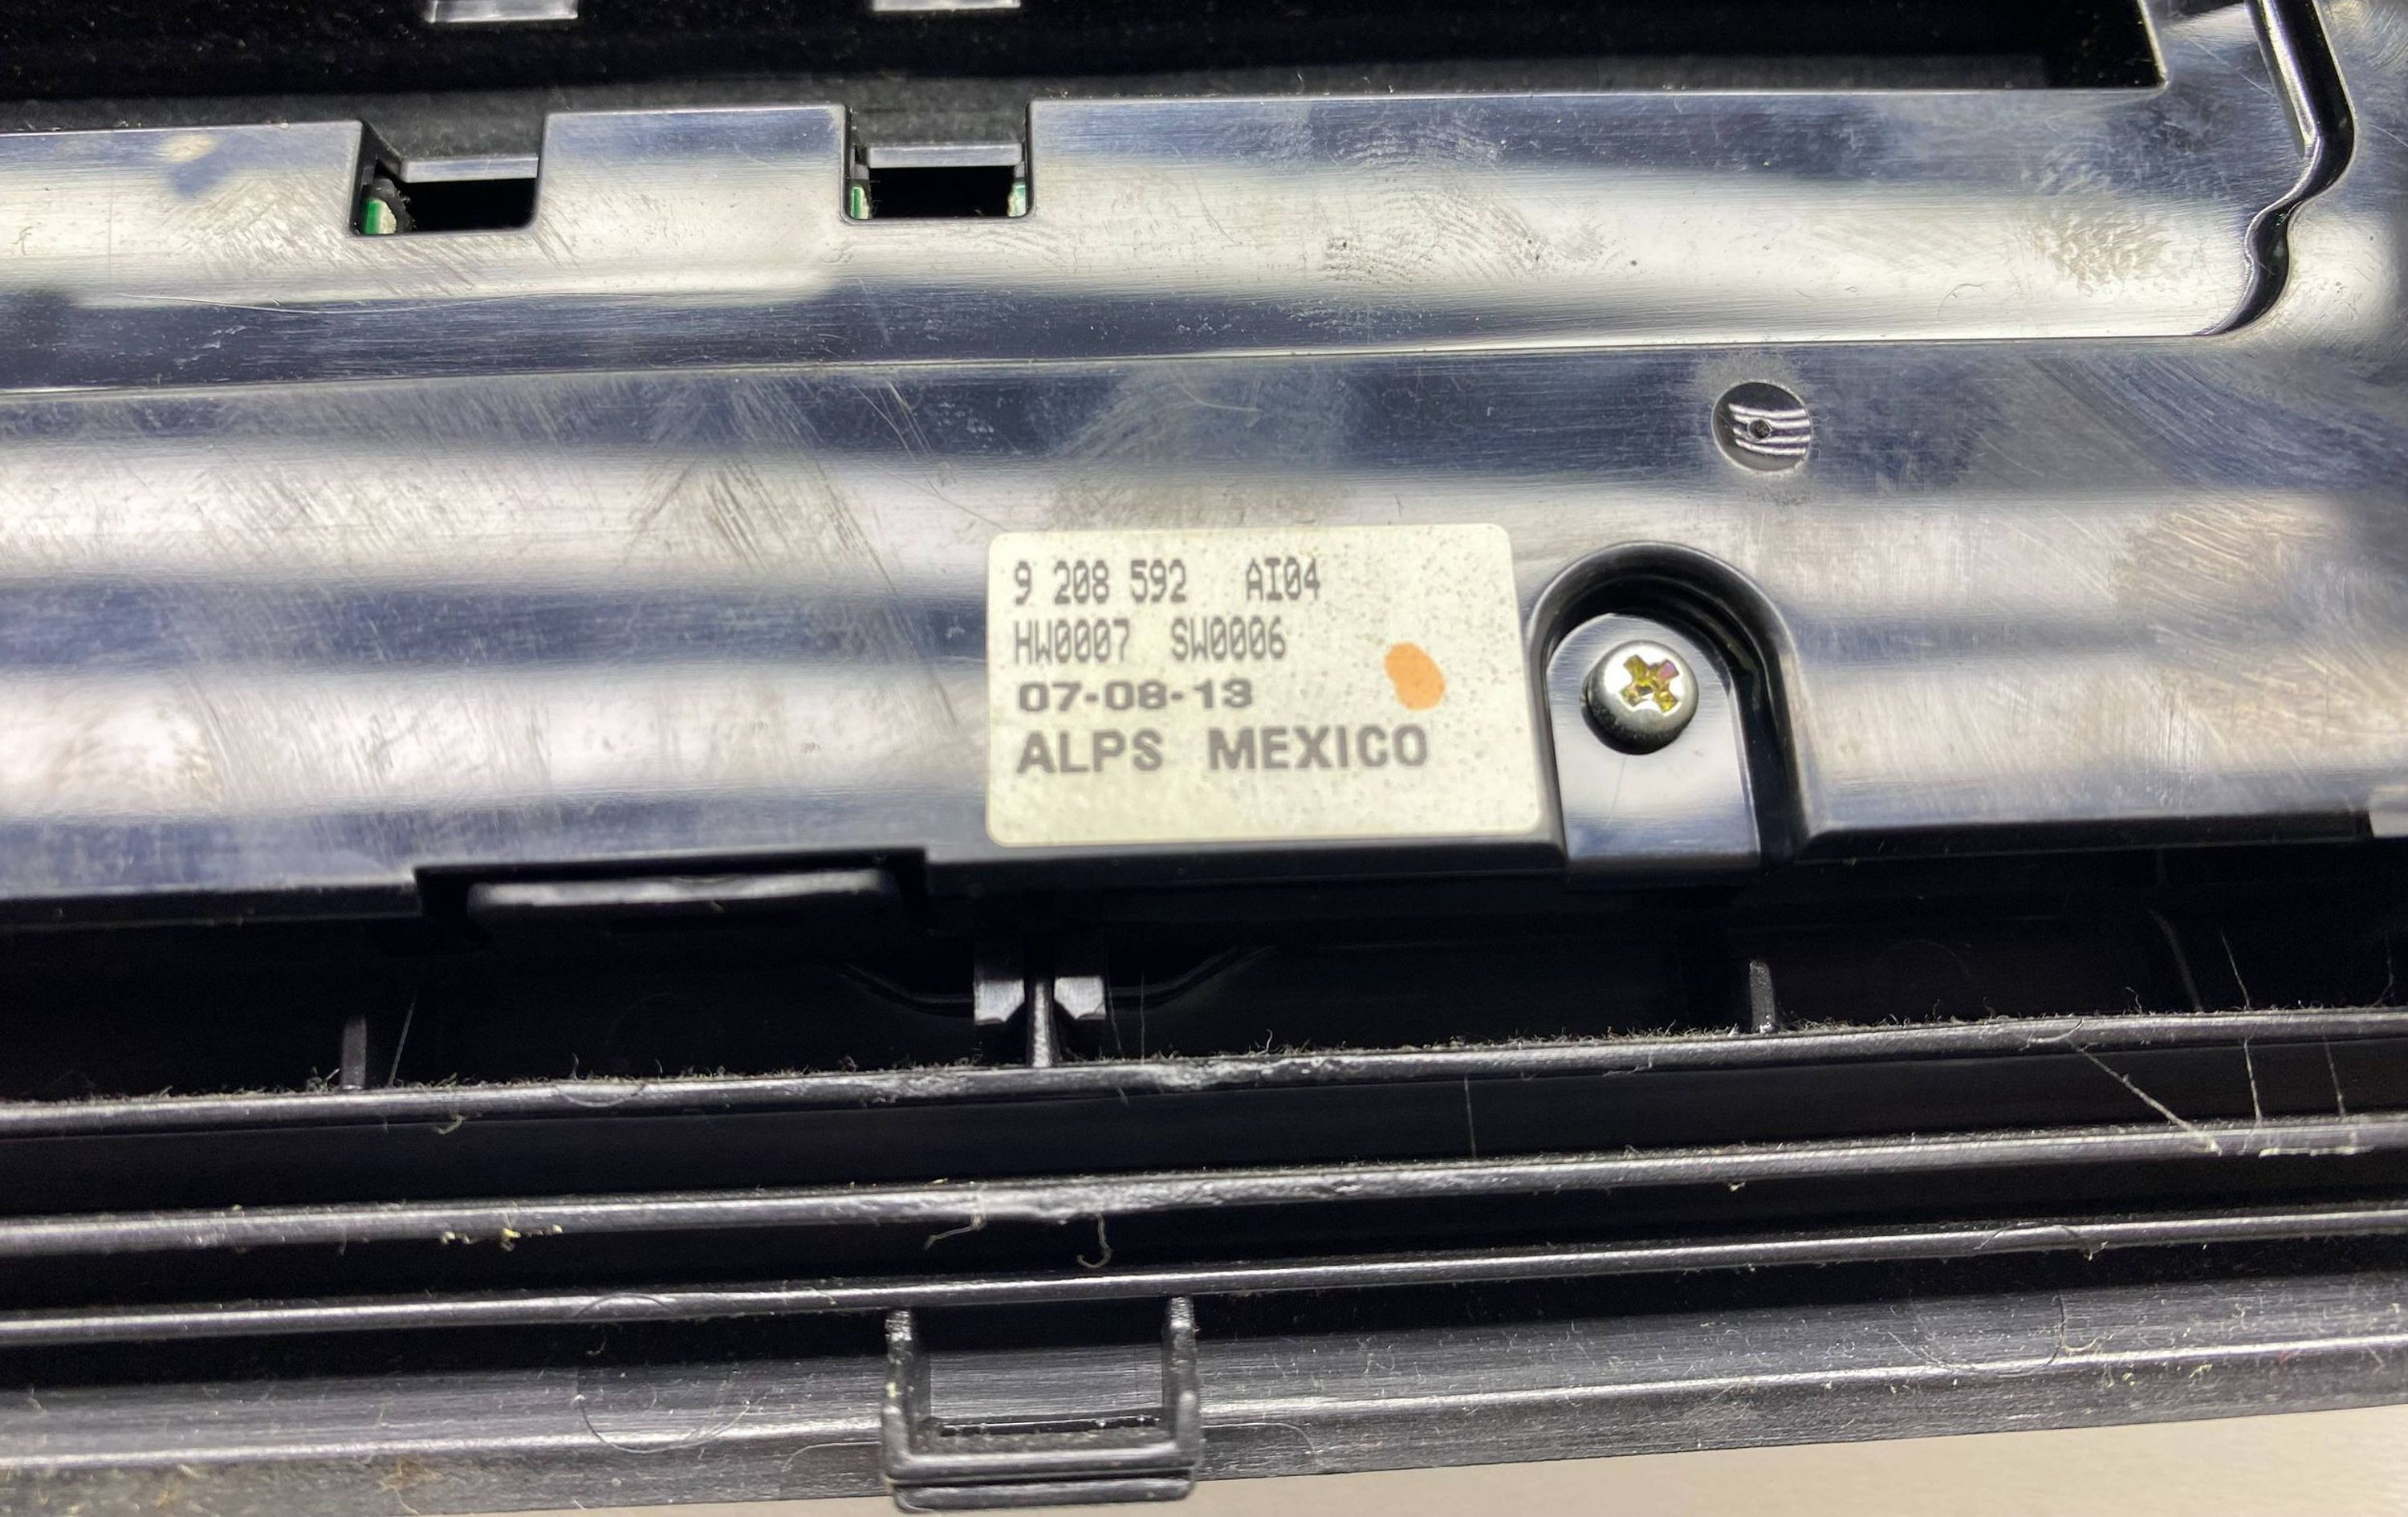 9 208 592 AI04
HW0007 SW0006
07-08-13
ALPS MEXICO